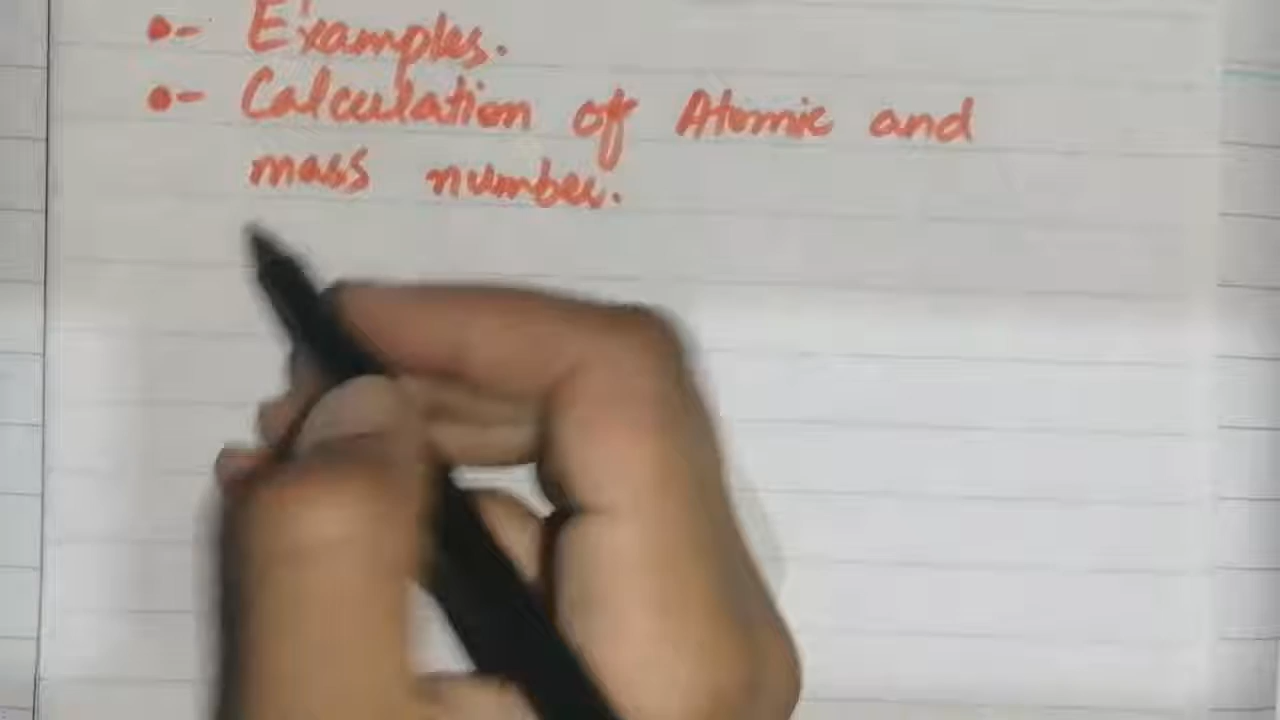 •- Examples.
•- Calculation of Atomic and
mass number.